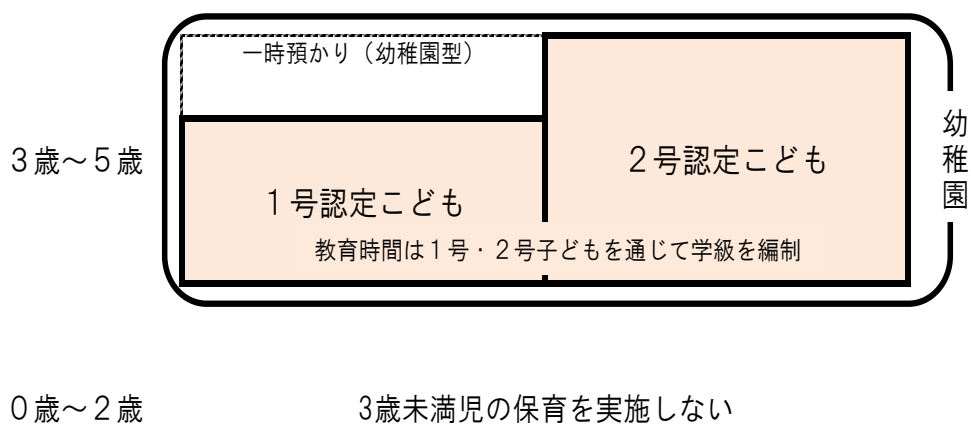 一時預かり（幼稚園型）
3歳～5歳
2号認定こども
1号認定こども
教育時間は1号・2号子どもを通じて学級を編制
幼稚園
0歳～2歳
3歳未満児の保育を実施しない